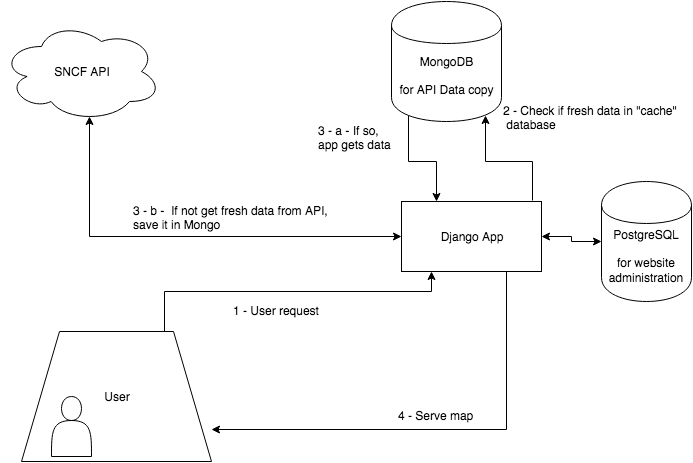 SNCF API
MongoDB
for API Data copy
2 - Check if fresh data in "cache"
database
3 - a - If so,
app gets data
3 - b -  If not get fresh data from API,
save it in Mongo
Django App
PostgreSQL
for website
administration
1 - User request
User
4 - Serve map